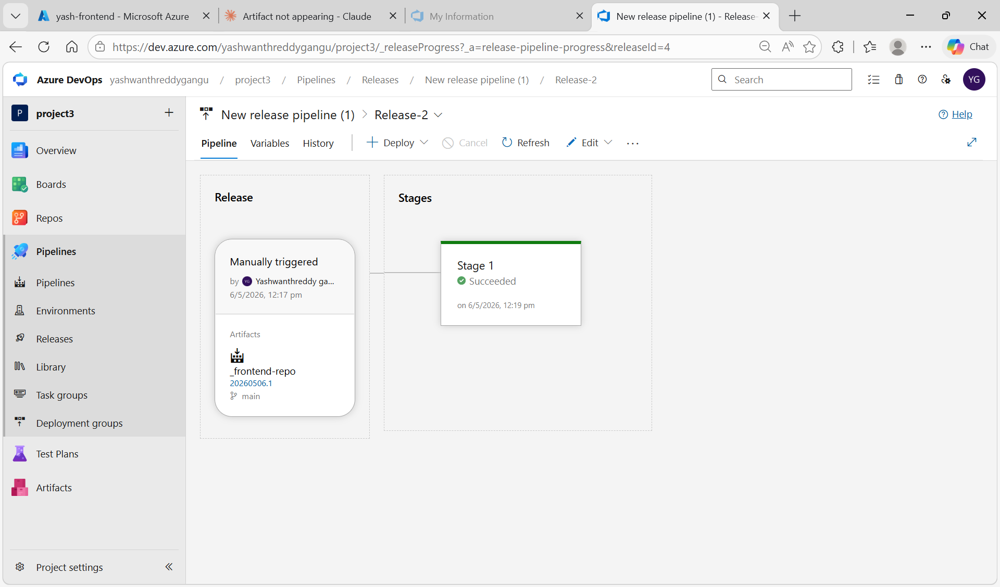 yash-frontend - Microsoft Azure
Artifact not appearing - Claude
My Information
New release pipeline (1) - Release-
https://dev.azure.com/yashwanthreddygangu/project3/_releaseProgress?_a=release-pipeline-progress&releaseId=4
Chat
Azure DevOps yashwanthreddygangu / project3 / Pipelines / Releases / New release pipeline (1) / Release-2
Search
YG
P project3
Overview
Boards
Repos
Pipelines
Pipelines
Environments
Releases
Library
Task groups
Deployment groups
Test Plans
Artifacts
Project settings
New release pipeline (1) > Release-2
Help
Pipeline Variables History Deploy Cancel Refresh Edit ...
Release
Manually triggered
by YG Yashwanthreddy ga...
6/5/2026, 12:17 pm
Artifacts
_frontend-repo
20260506.1
main
Stages
Stage 1
Succeeded
on 6/5/2026, 12:19 pm